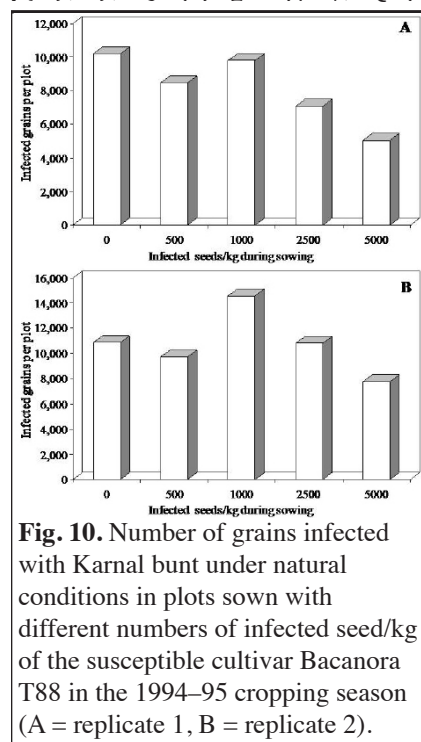 A
12,000
10,000
8,000
6,000
4,000
2,000
0
Infected grains per plot
0 500 1000 2500 5000
Infected seeds/kg during sowing
B
16,000
14,000
12,000
10,000
8,000
6,000
4,000
2,000
0
Infected grains per plot
0 500 1000 2500 5000
Infected seeds/kg during sowing
Fig. 10. Number of grains infected
with Karnal bunt under natural
conditions in plots sown with
different numbers of infected seed/kg
of the susceptible cultivar Bacanora
T88 in the 1994–95 cropping season
(A = replicate 1, B = replicate 2).